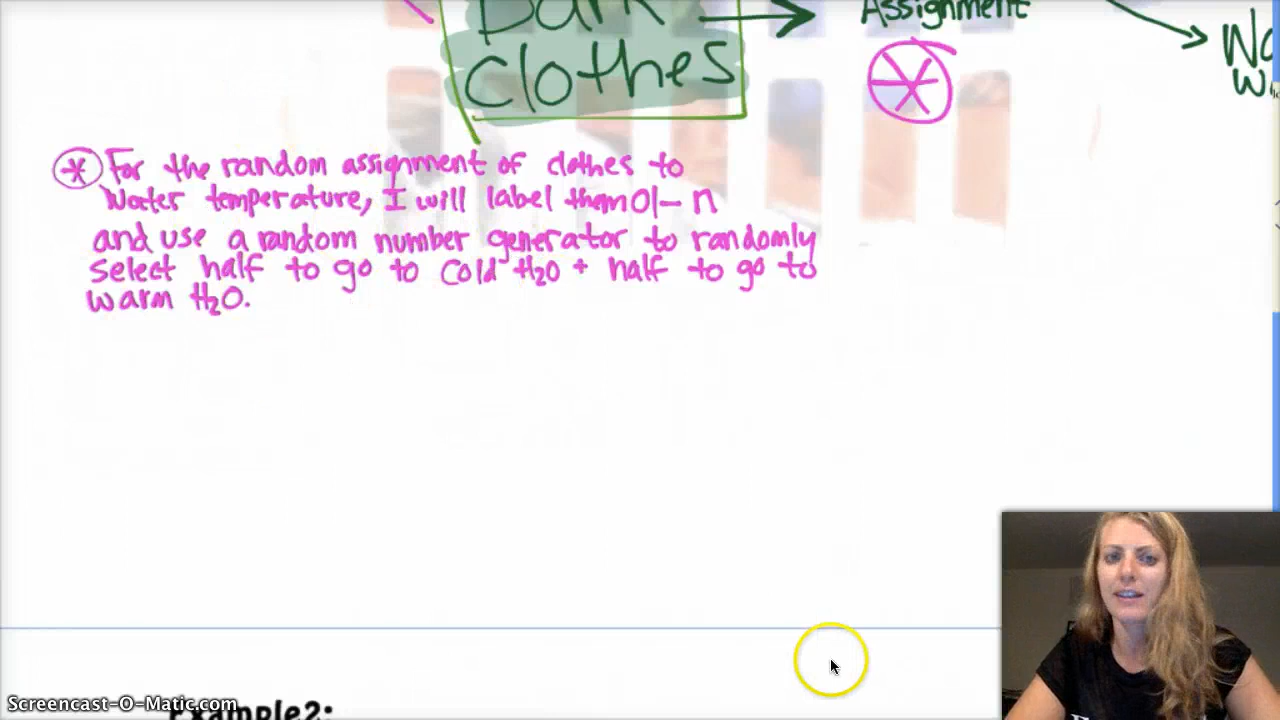 Dark
Assignment
clothes
* For the random assignment of clothes to
Water temperature, I will label them 01- n
and use a random number generator to randomly
select half to go to cold H2O + half to go to
warm H2O.
Screencast-O-Matic.com
Example2: